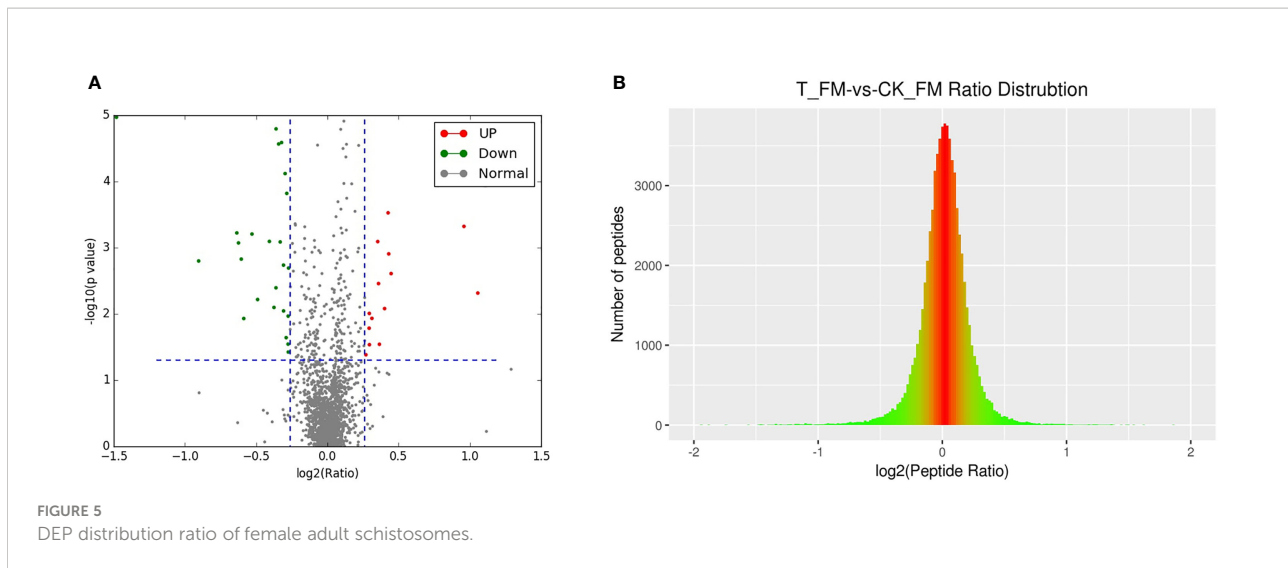 A
5
4
3
2
1
0
-log10(p value)
−1.5 −1.0 −0.5 0.0 0.5 1.0 1.5
log2(Ratio)
UP
Down
Normal
B
T_FM-vs-CK_FM Ratio Distrubtion
3000
2000
1000
0
Number of peptides
-2 -1 0 1 2
log2(Peptide Ratio)
FIGURE 5
DEP distribution ratio of female adult schistosomes.